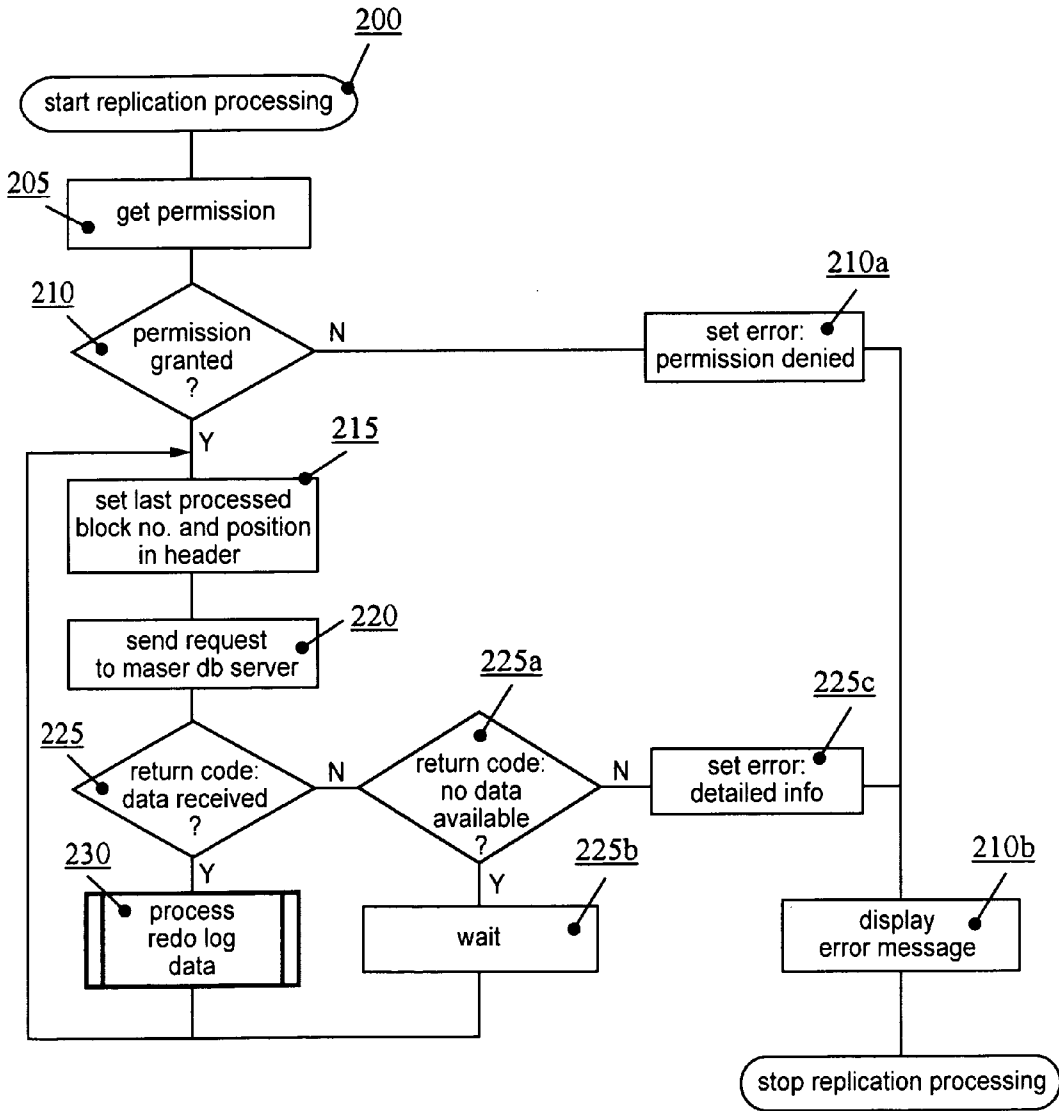 200
start replication processing
205
get permission
210
permission
granted
?
N
210a
set error:
permission denied
Y
215
set last processed
block no. and position
in header
220
send request
to maser db server
225
return code:
data received
?
N
225a
return code:
no data
available
?
N
225c
set error:
detailed info
Y
230
process
redo log
data
Y
225b
wait
210b
display
error message
stop replication processing